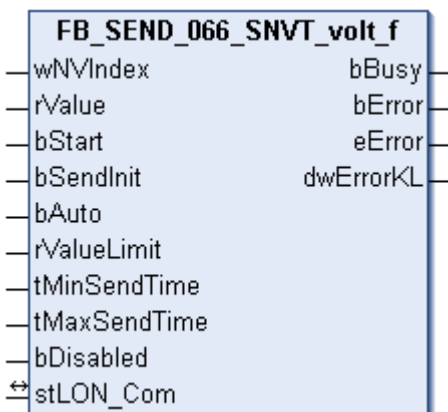 FB_SEND_066_SNVT_volt_f
wNVIndex bBusy
rValue bError
bStart eError
bSendInit dwErrorKL
bAuto
rValueLimit
tMinSendTime
tMaxSendTime
bDisabled
stLON_Com